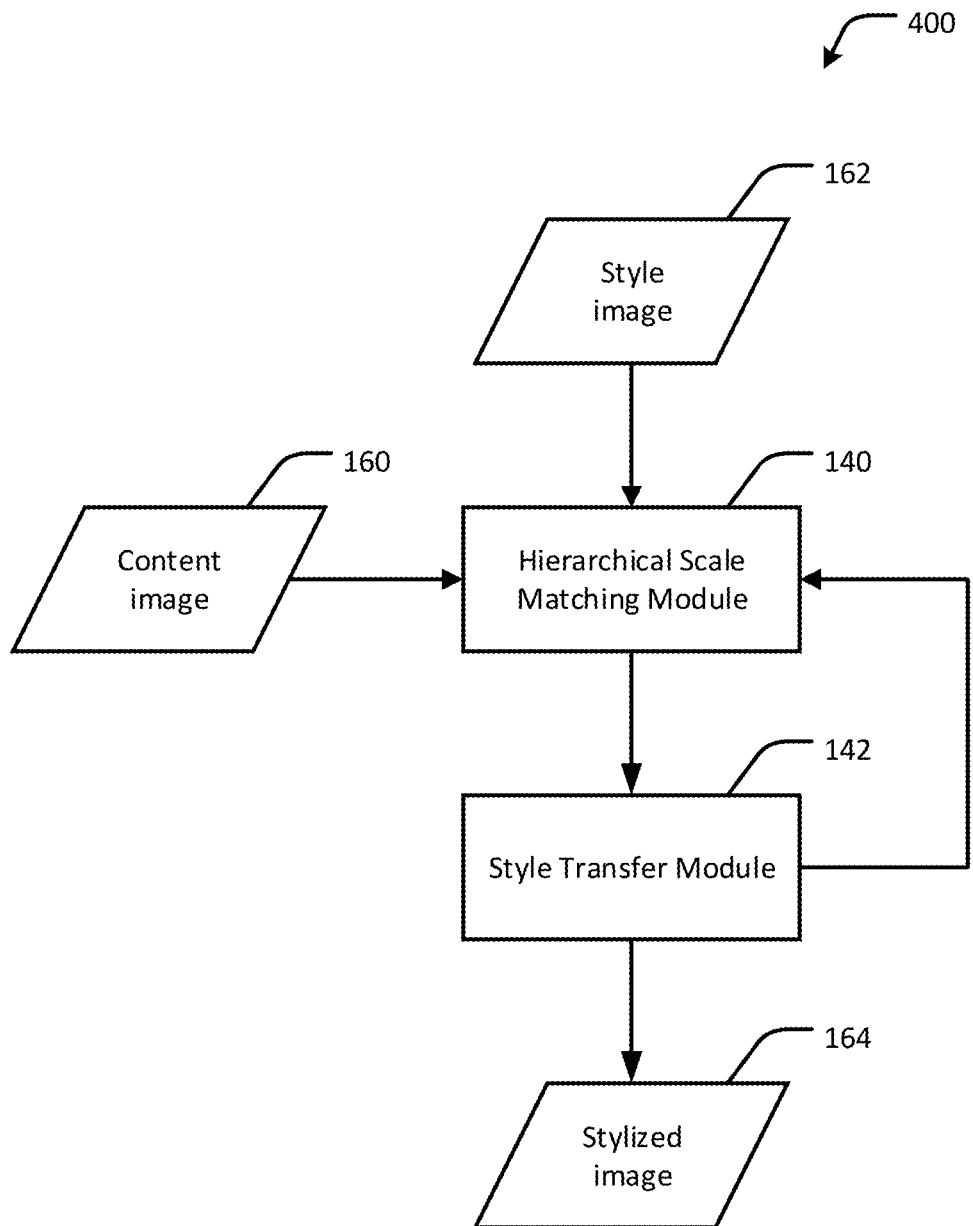 400
162
Style
image
160
140
Content
image
Hierarchical Scale
Matching Module
142
Style Transfer Module
164
Stylized
image